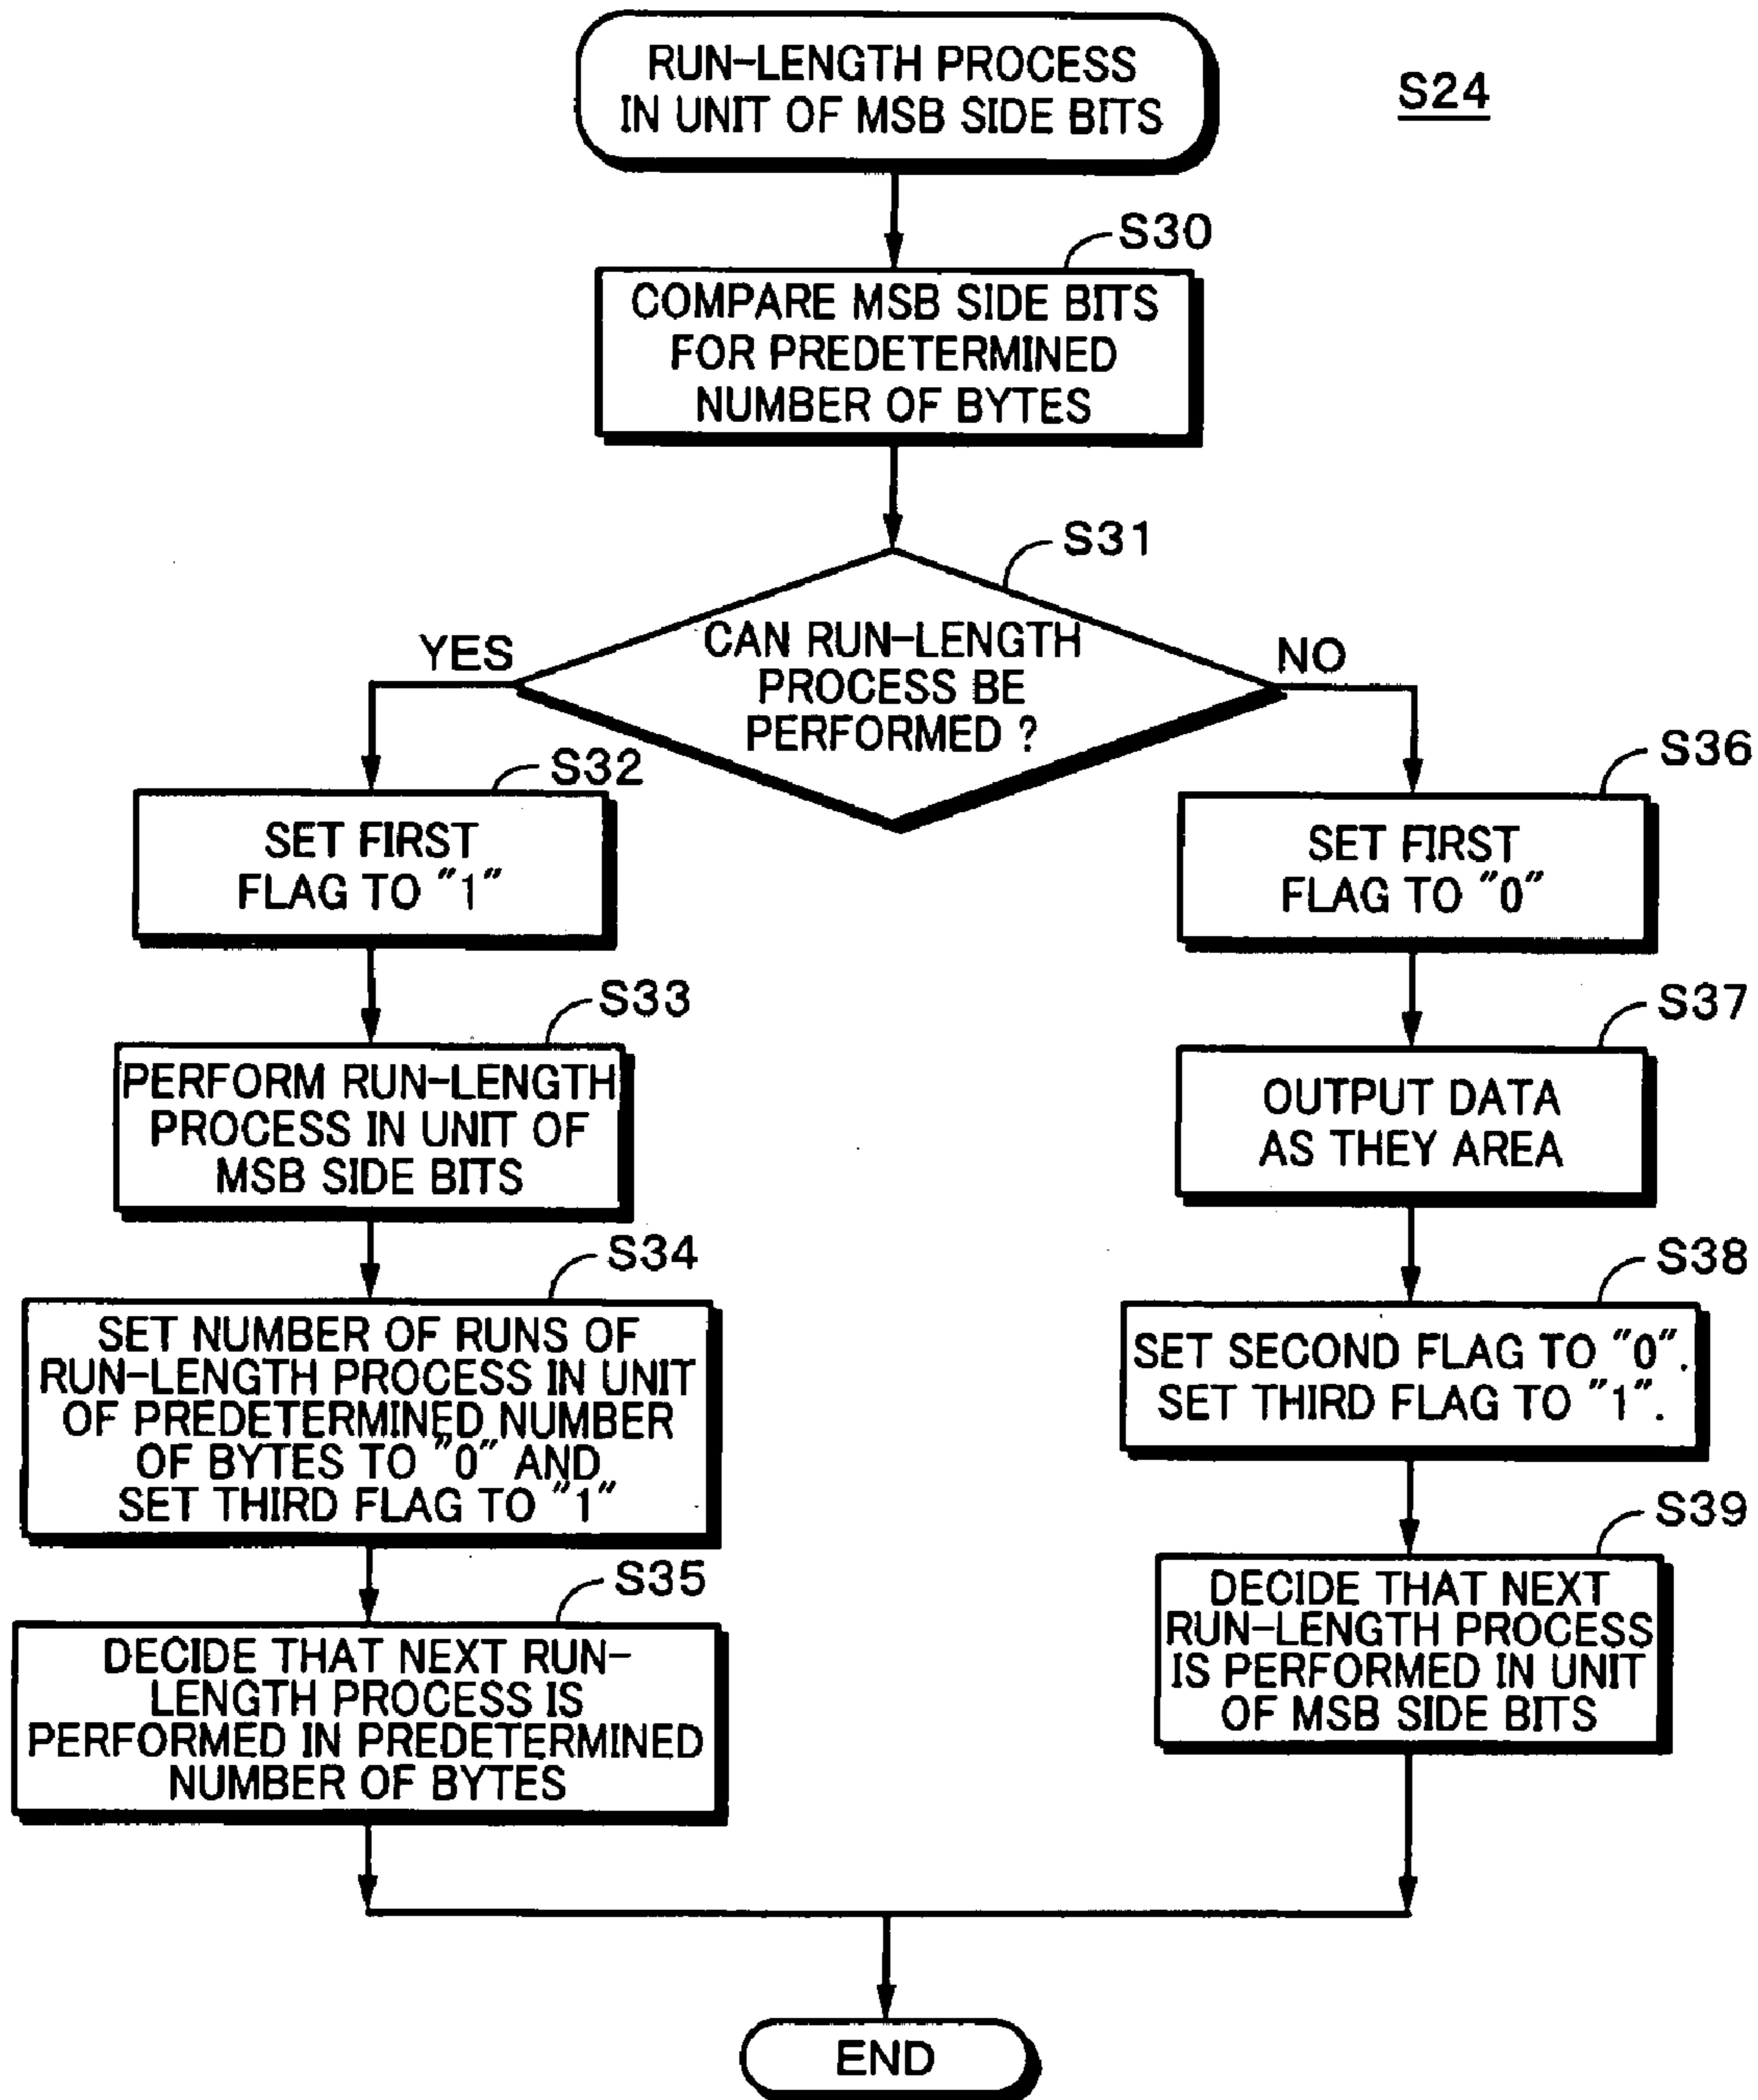 RUN-LENGTH PROCESS
IN UNIT OF MSB SIDE BITS
S24
S30
COMPARE MSB SIDE BITS
FOR PREDETERMINED
NUMBER OF BYTES
S31
CAN RUN-LENGTH
PROCESS BE
PERFORMED ?
YES
NO
S32
SET FIRST
FLAG TO "1"
S33
PERFORM RUN-LENGTH
PROCESS IN UNIT OF
MSB SIDE BITS
S34
SET NUMBER OF RUNS OF
RUN-LENGTH PROCESS IN UNIT
OF PREDETERMINED NUMBER
OF BYTES TO "0" AND
SET THIRD FLAG TO "1"
S35
DECIDE THAT NEXT RUN-
LENGTH PROCESS IS
PERFORMED IN PREDETERMINED
NUMBER OF BYTES
S36
SET FIRST
FLAG TO "0"
S37
OUTPUT DATA
AS THEY AREA
S38
SET SECOND FLAG TO "0".
SET THIRD FLAG TO "1".
S39
DECIDE THAT NEXT
RUN-LENGTH PROCESS
IS PERFORMED IN UNIT
OF MSB SIDE BITS
END